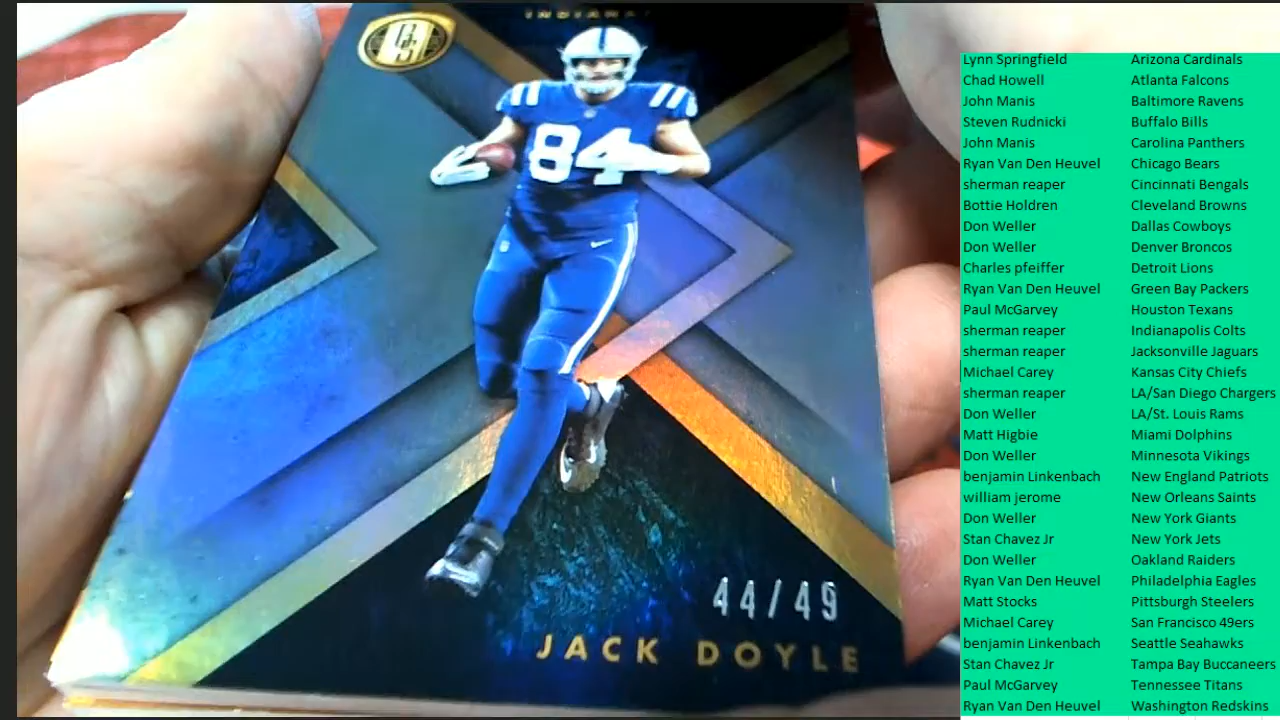 84
44/49
JACK DOYLE
Lynn Springfield Arizona Cardinals
Chad Howell Atlanta Falcons
John Manis Baltimore Ravens
Steven Rudnicki Buffalo Bills
John Manis Carolina Panthers
Ryan Van Den Heuvel Chicago Bears
sherman reaper Cincinnati Bengals
Bottie Holdren Cleveland Browns
Don Weller Dallas Cowboys
Don Weller Denver Broncos
Charles pfeiffer Detroit Lions
Ryan Van Den Heuvel Green Bay Packers
Paul McGarvey Houston Texans
sherman reaper Indianapolis Colts
sherman reaper Jacksonville Jaguars
Michael Carey Kansas City Chiefs
sherman reaper LA/San Diego Chargers
Don Weller LA/St. Louis Rams
Matt Higbie Miami Dolphins
Don Weller Minnesota Vikings
benjamin Linkenbach New England Patriots
william jerome New Orleans Saints
Don Weller New York Giants
Stan Chavez Jr New York Jets
Don Weller Oakland Raiders
Ryan Van Den Heuvel Philadelphia Eagles
Matt Stocks Pittsburgh Steelers
Michael Carey San Francisco 49ers
benjamin Linkenbach Seattle Seahawks
Stan Chavez Jr Tampa Bay Buccaneers
Paul McGarvey Tennessee Titans
Ryan Van Den Heuvel Washington Redskins